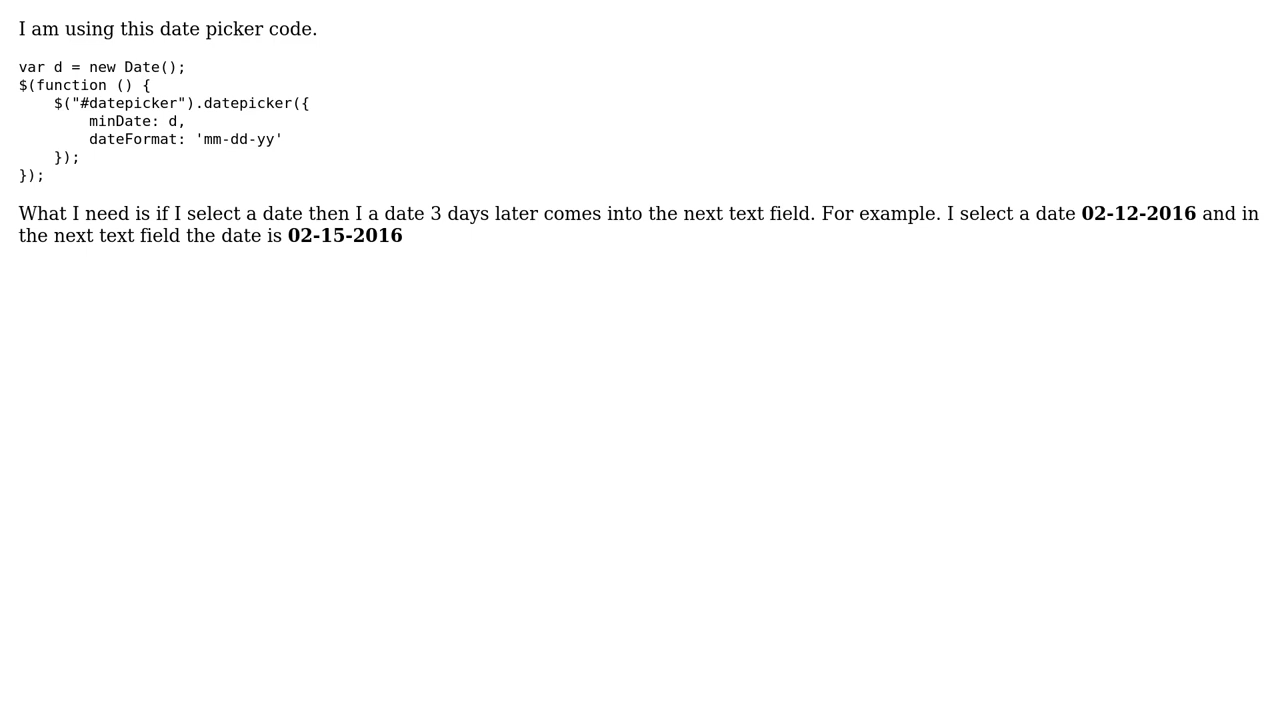 I am using this date picker code.
var d = new Date();
$(function () {
    $("#datepicker").datepicker({
        minDate: d,
        dateFormat: 'mm-dd-yy'
    });
});
What I need is if I select a date then I a date 3 days later comes into the next text field. For example. I select a date 02-12-2016 and in
the next text field the date is 02-15-2016